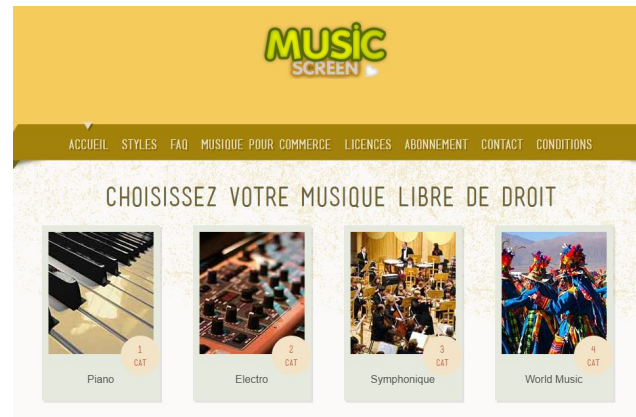 MUSIC
SCREEN
ACCUEIL STYLES FAQ MUSIQUE POUR COMMERCE LICENCES ABONNEMENT CONTACT CONDITIONS
CHOISISSEZ VOTRE MUSIQUE LIBRE DE DROIT
1 CAT
Piano
2 CAT
Electro
3 CAT
Symphonique
4 CAT
World Music